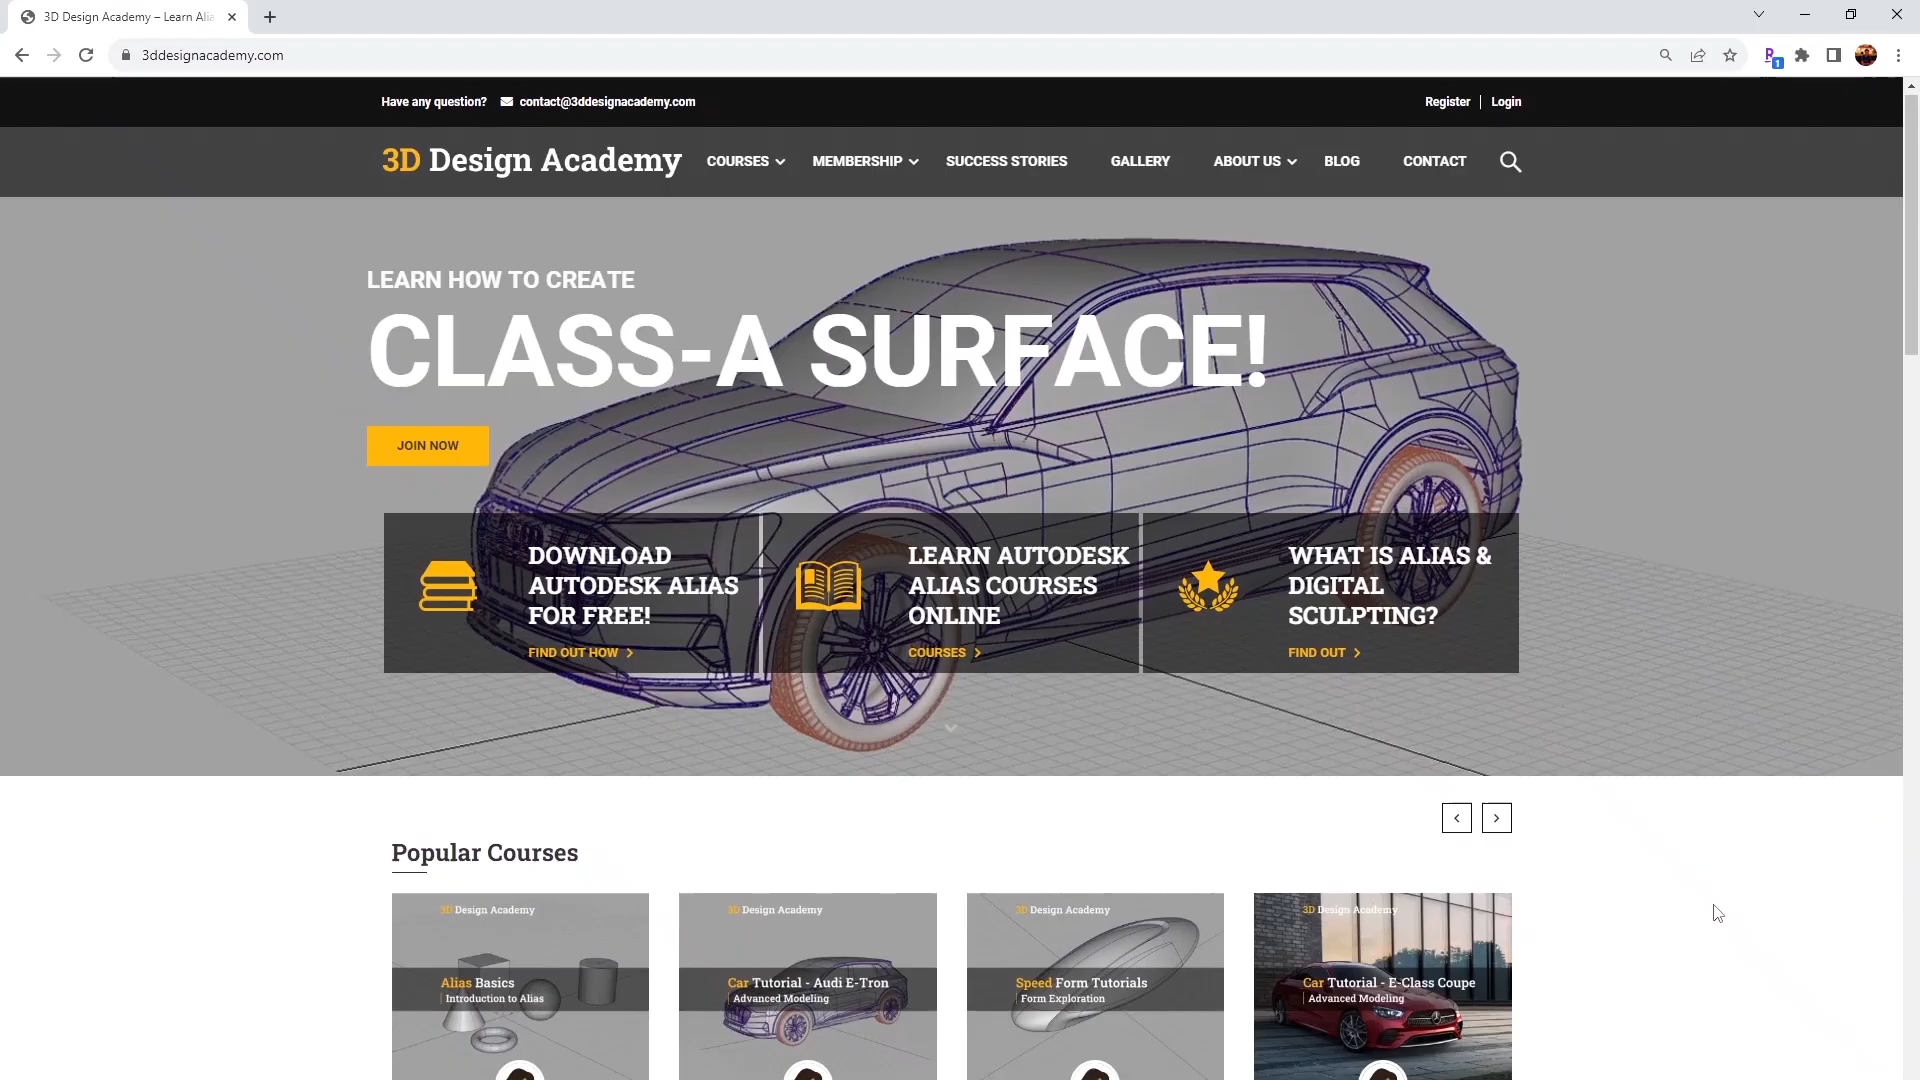 3D Design Academy – Learn Alia
3ddesignacademy.com
1
Have any question? contact@3ddesignacademy.com Register Login
3D Design Academy COURSES MEMBERSHIP SUCCESS STORIES GALLERY ABOUT US BLOG CONTACT
LEARN HOW TO CREATE
CLASS-A SURFACE!
JOIN NOW
DOWNLOAD
AUTODESK ALIAS
FOR FREE!
FIND OUT HOW
LEARN AUTODESK
ALIAS COURSES
ONLINE
COURSES
WHAT IS ALIAS &
DIGITAL
SCULPTING?
FIND OUT
Popular Courses
3D Design Academy
Alias Basics
Introduction to Alias
3D Design Academy
Car Tutorial - Audi E-Tron
Advanced Modeling
3D Design Academy
Speed Form Tutorials
Form Exploration
3D Design Academy
Car Tutorial - E-Class Coupe
Advanced Modeling